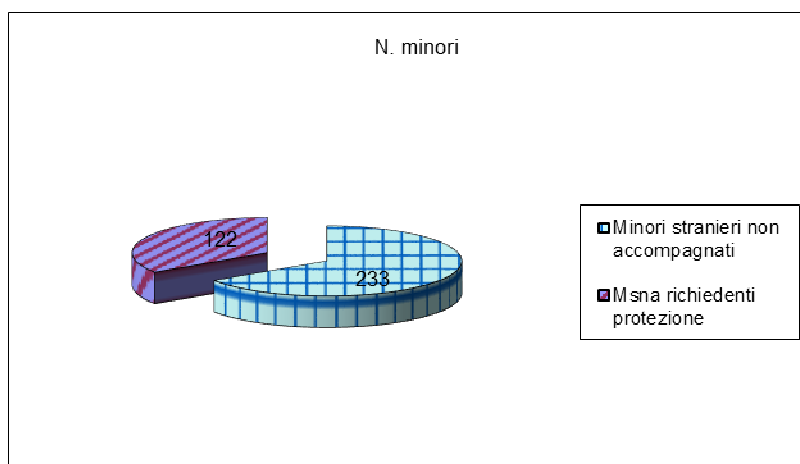 N. minori
122
233
Minori stranieri non
accompagnati
Msna richiedenti
protezione